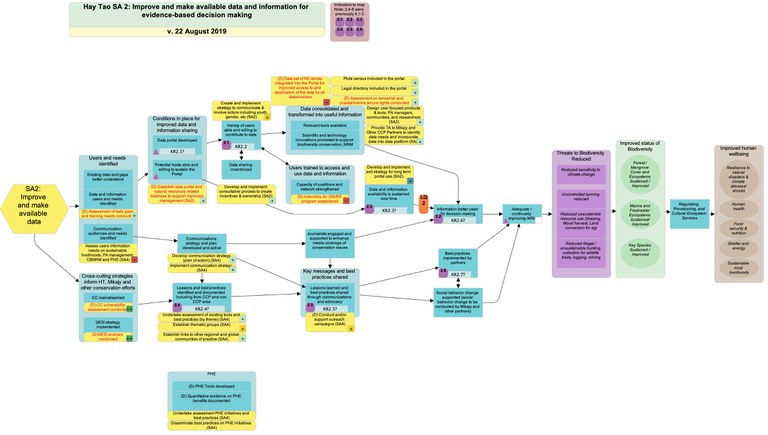 Hay Tao SA 2: Improve and make available data and information for
evidence-based decision making
v. 22 August 2019
Indicators to map
Note: 2.4-6 were
previously 4.1-3
2.1 2.2 2.3
2.4 2.5 2.6
SA2:
Improve
and make
available
data
Users and needs
identified
Existing data and gaps
better understood
Data and information
users and needs
identified
(D) Assessment of data gaps
and training needs conducted
Communication
audiences and needs
identified
Assess users information
needs on sustainable
livelihoods, PA management,
CBNRM and PHE (SA4)
Cross-cutting strategies
inform HT, Mikajy and
other conservation efforts
CC mainstreamed
(D) CC vulnerability
assessment conducted
GESI strategy
implemented
(D)GESI analysis
conducted
Conditions in place for
improved data and
information sharing
Data portal developed
KR2.1?
Potential hosts able
and willing to sustain
the Portal
(D) Establish data portal and
natural resources-related
database to support improved
management (SA2)
Create and implement
strategy to communicate &
involve actors including youth,
gender, etc (SA2)
Variety of users
able and willing to
contribute to data
KR2.2
Data sharing
incentivized
Develop and implement
consultative process to create
incentives & ownership (SA2)
(D) Data set of NC assets
integrated into the Portal for
improved access to and
application of the data by all
stakeholders
Plots census included in the portal
Legal directory included in portal
(D) Assessment on terrestrial and
coastal/marine tenure rights conducted
Design user focused products
& tools: PA managers,
communities, and researchers
(SA2)
Provide TA to Mikajy and
Other CCP Partners to identify
data needs and incorporate
data into data platform (SA2)
Data consolidated and
transformed into useful information
Relevant tools available
Scientific and technology
innovations promoted to support
biodiversity conservation, NRM
Users trained to access and
use data and information
Capacity of conditions and
network strengthened
(D) Internship for GIS/RS
program established
Develop and implement
exit strategy for long term
portal use (SA2)
Data and information
availability is sustained
over time
KR2.3?
LQ
2
Information better used
for decision making
KR2.6?
Adequate /
continually
improving NRM
Communications
strategy and plan
developed and active
Develop communication strategy
(plan of action) (SA4)
Implement communication strategy
(SA4)
Journalists engaged and
supported to enhance
media coverage of
conservation issues
Lessons and best practices
identified and documented
including from CCP and non
CCP area
KR2.4?
Undertake assessment of existing tools and
best practices (by theme) (SA4)
Establish thematic groups (SA4)
Establish links to other regional and global
communities of practice (SA4)
Key messages and best
practices shared
Lessons learned and
best practices shared
through communications
and advocacy
KR2.5?
(D) Conduct and/or
support outreach
campaigns (SA4)
Best practices
implemented by
partners
KR2.7?
Social behavior change
supported (social
behavior change to be
conducted by Mikajy and
other partners)
Threats to Biodiversity
Reduced
Reduced sensitivity to
climate change
Uncontrolled burning
reduced
Reduced unsustainable
resource use (Grazing,
Wood harvest, Land
conversion for ag)
Reduced illegal /
unsustainable hunting,
collection for wildlife
trade, logging, mining
Improved status of
Biodiversity
Forest /
Mangrove
Cover and
Ecosystems
Sustained /
Improved
Marine and
Freshwater
Ecosystems
Sustained/
Improved
Key Species
Sustained /
Improved
Regulating,
Provisioning, and
Cultural Ecosystem
Services
Improved human
wellbeing
Resilience to
natural
disasters &
climate
stresses/
shocks
Human
health
Food
security &
nutrition
Shelter and
energy
Sustainable
local
livelihoods
PHE
(D) PHE Tools developed
(D) Quantitative evidence on PHE
benefits documented
Undertake assessment PHE initiatives and
best practices (SA4)
Disseminate best practices on PHE initiatives
(SA4)